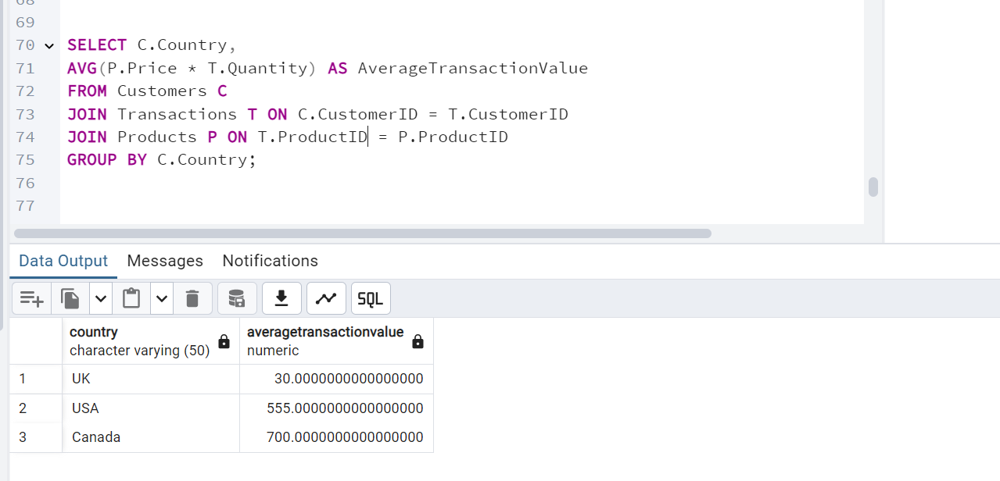 68
69
70 SELECT C.Country,
71 AVG(P.Price * T.Quantity) AS AverageTransactionValue
72 FROM Customers C
73 JOIN Transactions T ON C.CustomerID = T.CustomerID
74 JOIN Products P ON T.ProductID = P.ProductID
75 GROUP BY C.Country;
76
77
Data Output Messages Notifications
SQL
country averagetransactionvalue
character varying (50) numeric
1 UK 30.0000000000000000
2 USA 555.0000000000000000
3 Canada 700.0000000000000000